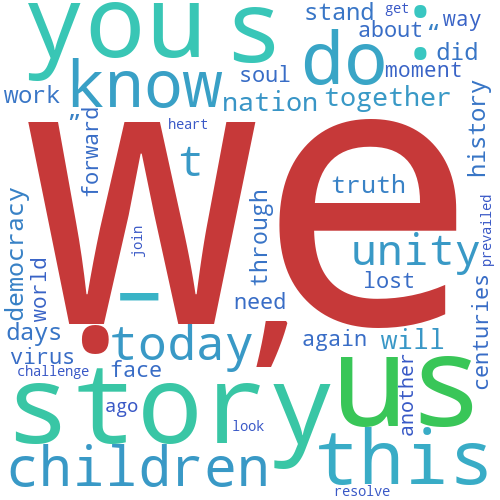 get
stand
:
way
you
s
about
“
did
do
moment
soul
know
work
nation
together
”
forward
heart
history
t
we
truth
democracy
through
prevailed
join
unity
world
—
lost
need
centuries
.
,
days
today
again
will
virus
face
challenge
story
us
another
ago
look
this
children
resolve